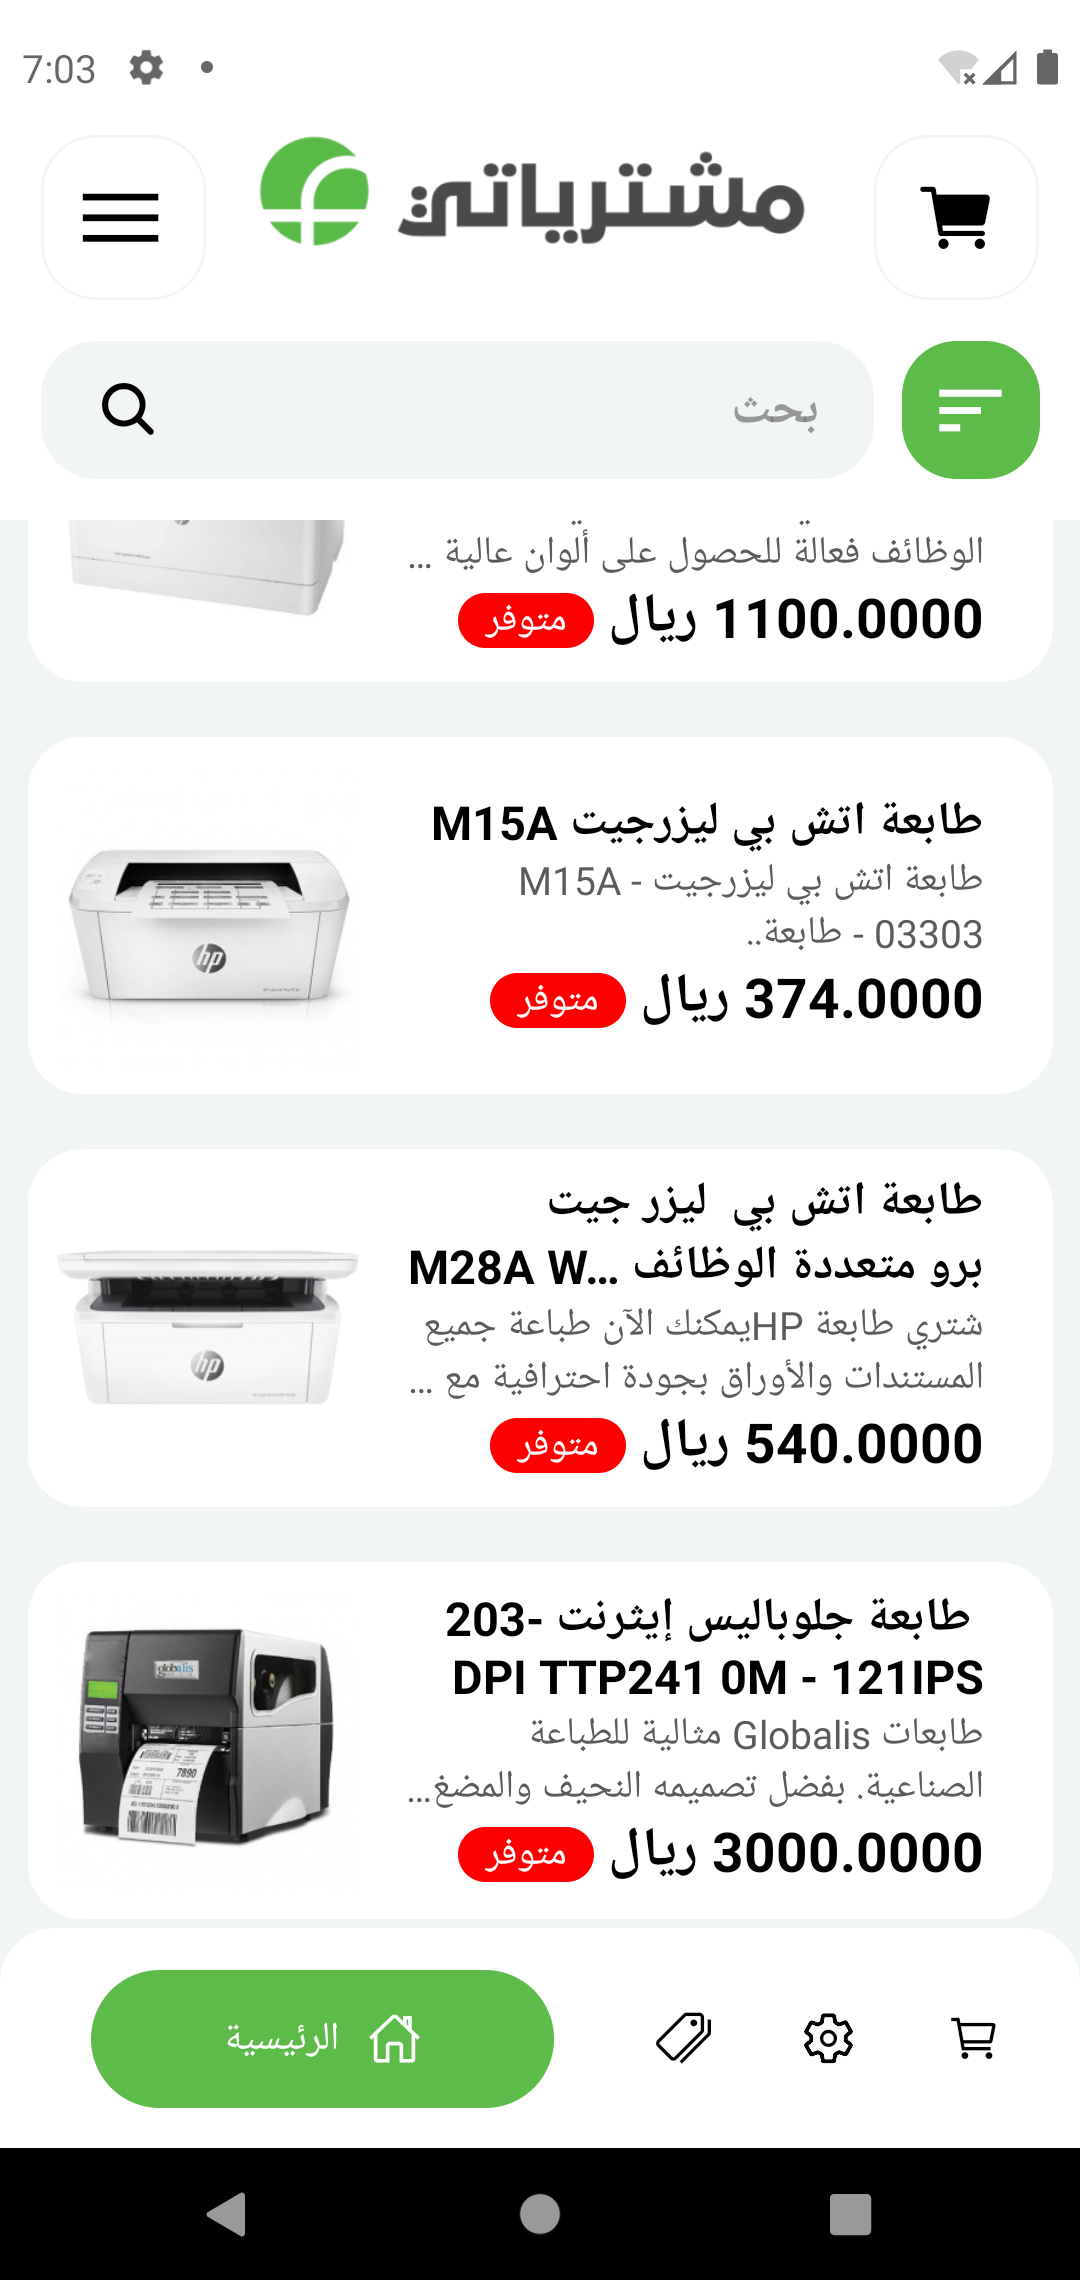 7:03
مشترياتي
بحث
الوظائف فعالة للحصول على ألوان عالية ...
1100.0000 ريال متوفر
طابعة اتش بي ليزرجيت M15A
طابعة اتش بي ليزرجيت - M15A
03303 - طابعة..
374.0000 ريال متوفر
hp
طابعة اتش بي ليزر جيت
برو متعددة الوظائف M28A W...
شتري طابعة HPيمكنك الآن طباعة جميع
المستندات والأوراق بجودة احترافية مع ...
540.0000 ريال متوفر
hp
طابعة جلوباليس إيثرنت -203
DPI TTP241 0M - 121IPS
طابعات Globalis مثالية للطباعة
الصناعية. بفضل تصميمه النحيف والمضغ...
3000.0000 ريال متوفر
globalis
7890
الرئيسية